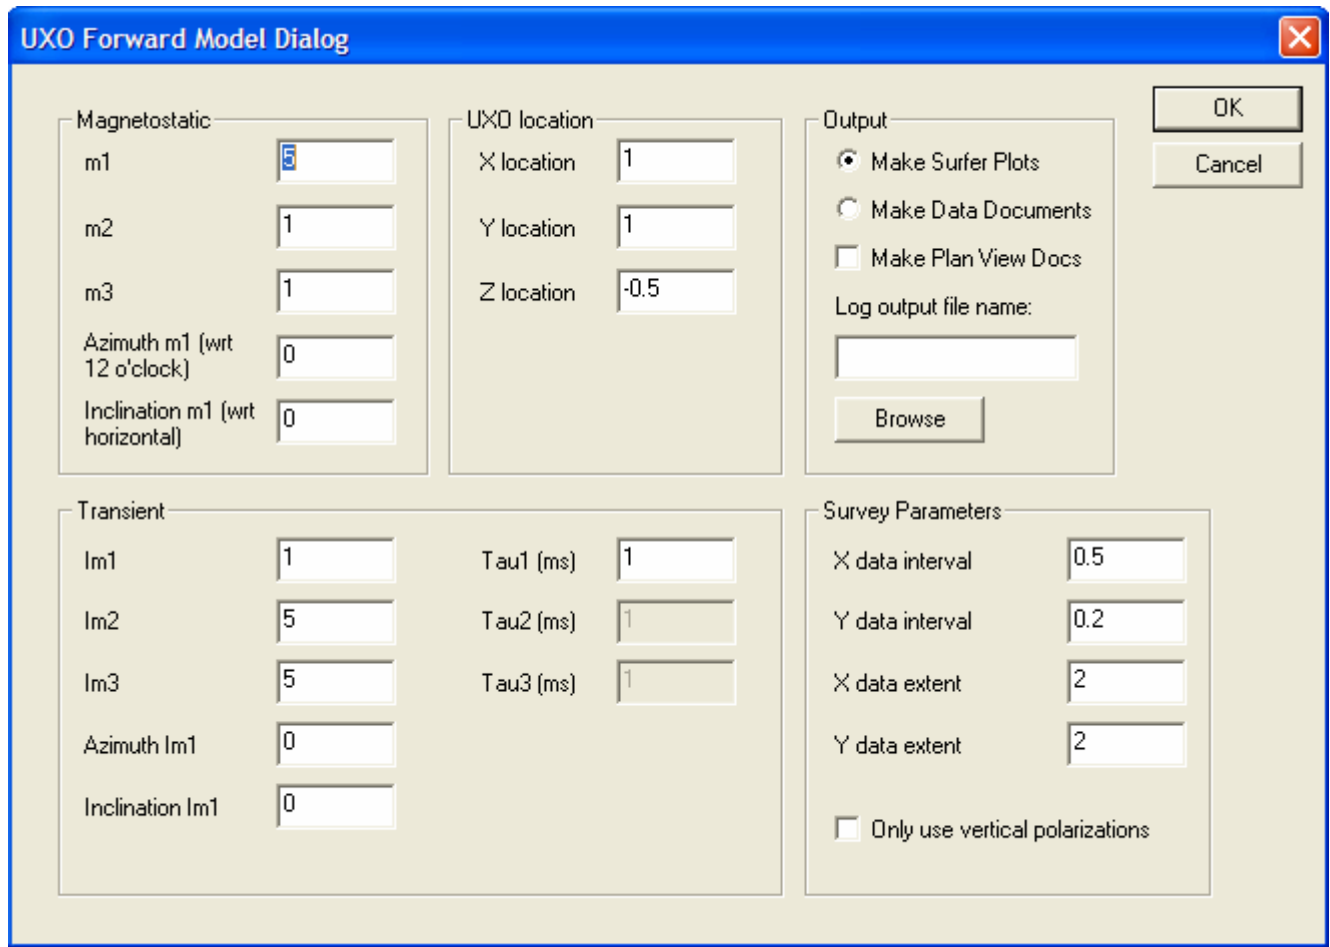 UXO Forward Model Dialog
Magnetostatic
m1
5
m2
1
m3
1
Azimuth m1 (wrt
12 o'clock)
0
Inclination m1 (wrt
horizontal)
0
UXO location
X location
1
Y location
1
Z location
-0.5
Output
Make Surfer Plots
Make Data Documents
Make Plan View Docs
Log output file name:
Browse
OK
Cancel
Transient
Im1
1
Im2
5
Im3
5
Azimuth Im1
0
Inclination Im1
0
Tau1 (ms)
1
Tau2 (ms)
1
Tau3 (ms)
1
Survey Parameters
X data interval
0.5
Y data interval
0.2
X data extent
2
Y data extent
2
Only use vertical polarizations